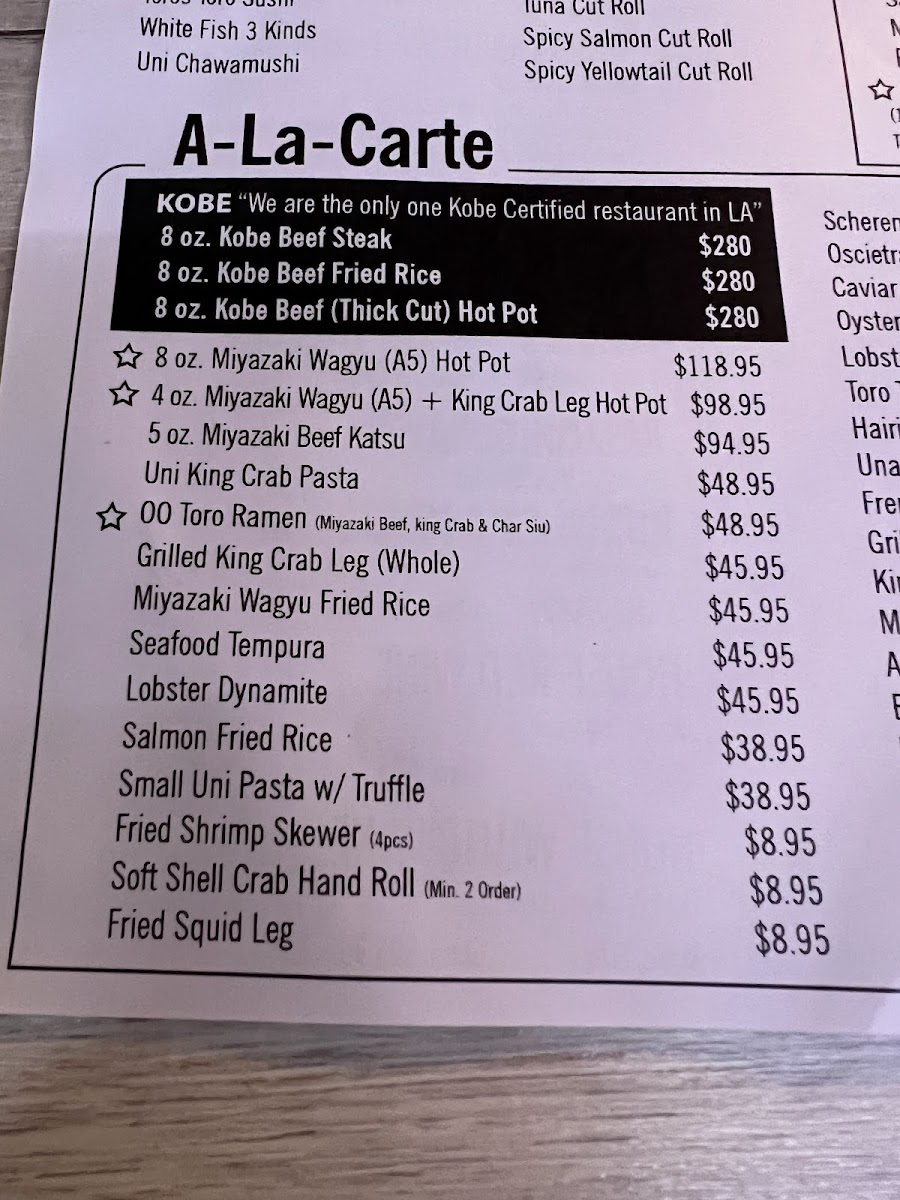 White Fish 3 Kinds
Uni Chawamushi
Tuna Cut Roll
Spicy Salmon Cut Roll
Spicy Yellowtail Cut Roll
A-La-Carte
KOBE “We are the only one Kobe Certified restaurant in LA”
8 oz. Kobe Beef Steak $280
8 oz. Kobe Beef Fried Rice $280
8 oz. Kobe Beef (Thick Cut) Hot Pot $280
☆ 8 oz. Miyazaki Wagyu (A5) Hot Pot $118.95
☆ 4 oz. Miyazaki Wagyu (A5) + King Crab Leg Hot Pot $98.95
5 oz. Miyazaki Beef Katsu $94.95
Uni King Crab Pasta $48.95
☆ OO Toro Ramen (Miyazaki Beef, king Crab & Char Siu) $48.95
Grilled King Crab Leg (Whole) $45.95
Miyazaki Wagyu Fried Rice $45.95
Seafood Tempura $45.95
Lobster Dynamite $45.95
Salmon Fried Rice $38.95
Small Uni Pasta w/ Truffle $38.95
Fried Shrimp Skewer (4pcs) $8.95
Soft Shell Crab Hand Roll (Min. 2 Order) $8.95
Fried Squid Leg $8.95
Caviar
Toro